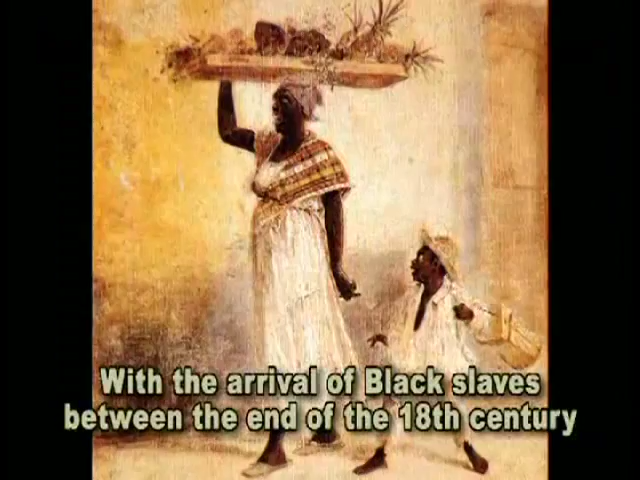 With the arrival of Black slaves
between the end of the 18th century